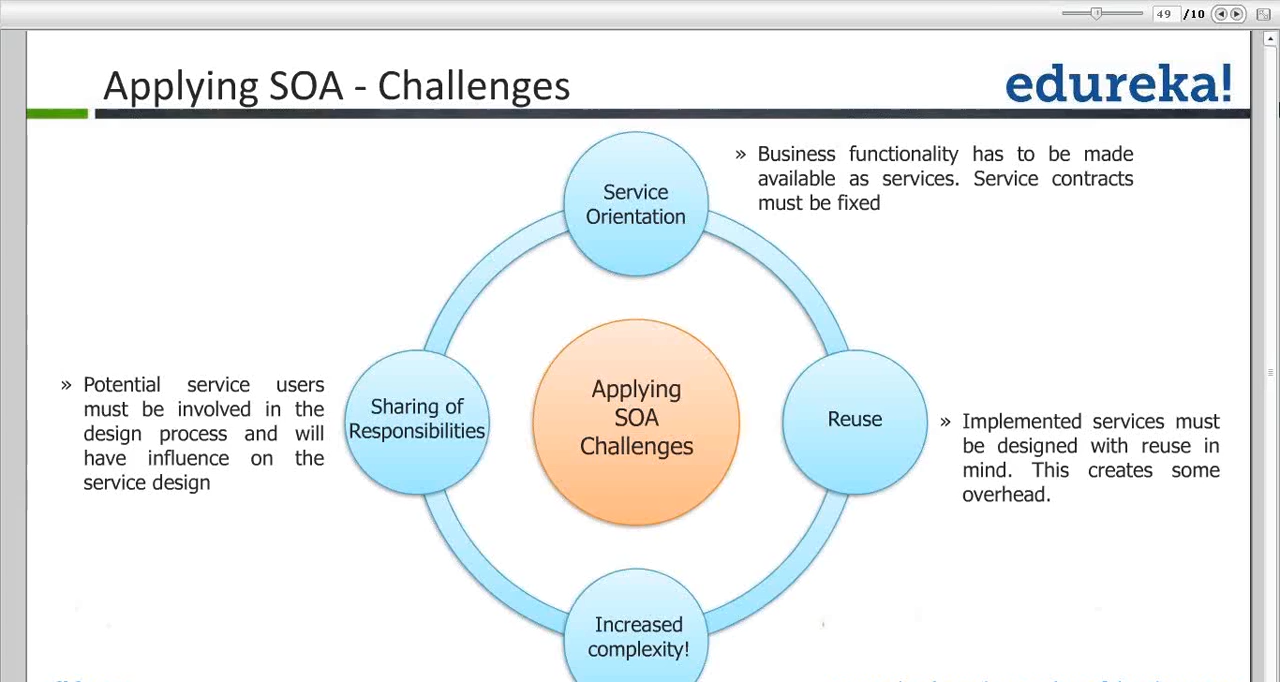 49 /10
Applying SOA - Challenges
edureka!
Service
Orientation
» Business functionality has to be made
available as services. Service contracts
must be fixed
» Potential service users
must be involved in the
design process and will
have influence on the
service design
Sharing of
Responsibilities
Applying
SOA
Challenges
Reuse
» Implemented services must
be designed with reuse in
mind. This creates some
overhead.
Increased
complexity!